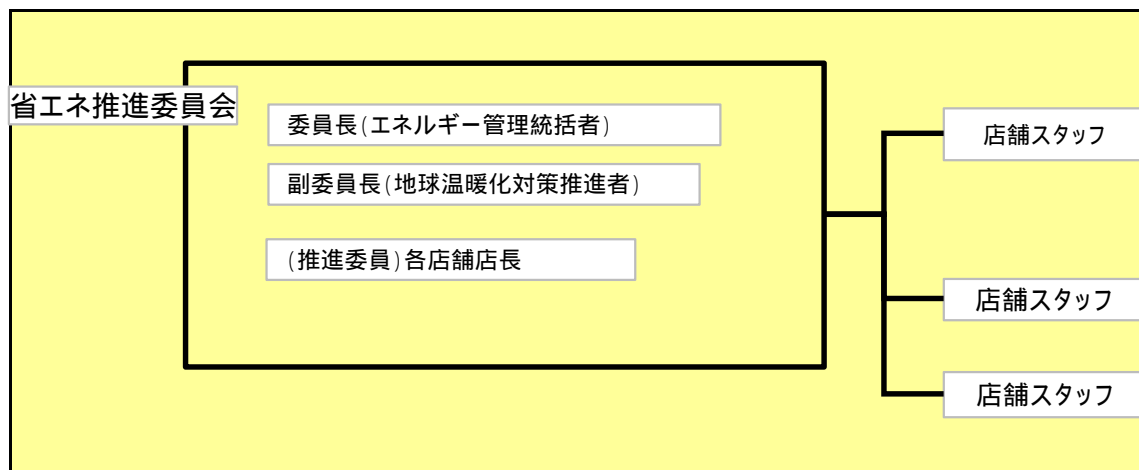 省エネ推進委員会
委員長(エネルギー管理統括者)
副委員長(地球温暖化対策推進者)
(推進委員)各店舗店長
店舗スタッフ
店舗スタッフ
店舗スタッフ